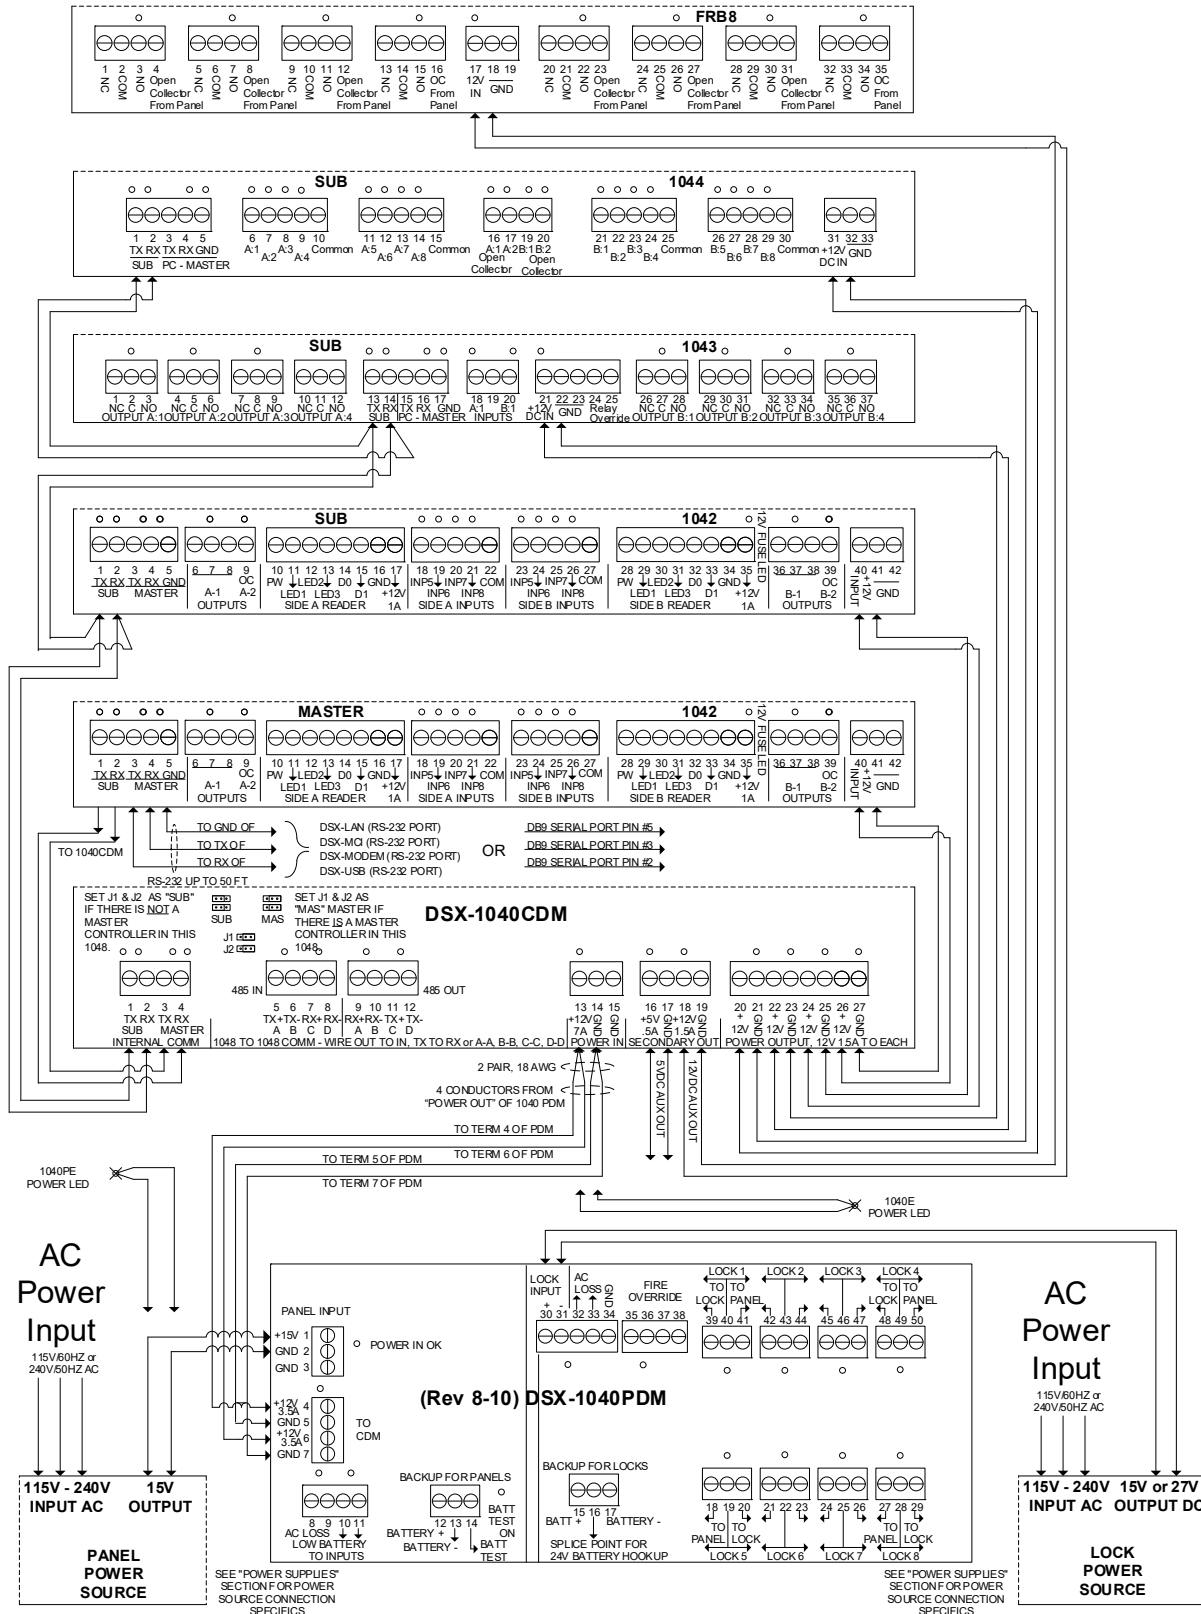 FRB8
1 2 3 4 5 6 7 8 9 10 11 12 13 14 15 16 17 18 19 20 21 22 23 24 25 26 27 28 29 30 31 32 33 34 35
NC COM NO Open Collector From Panel
NC COM NO Open Collector From Panel
NC COM NO Open Collector From Panel
NC COM NO OC From Panel
12V IN GND
NC COM NO Open Collector From Panel
NC COM NO Open Collector From Panel
NC COM NO Open Collector From Panel
NC COM NO OC From Panel
SUB 1044
1 2 3 4 5 6 7 8 9 10 11 12 13 14 15 16 17 19 20 21 22 23 24 25 26 27 28 29 30 31 32 33
TX RX TX RX GND
SUB PC - MASTER
A:1 A:2 A:3 A:4 Common
A:5 A:6 A:7 A:8 Common
A:1 A:2 B:1 B:2
Open Collector Open Collector
B:1 B:2 B:3 B:4 Common
B:5 B:6 B:7 B:8 Common
+12V GND
DC IN
SUB 1043
1 2 3 4 5 6 7 8 9 10 11 12 13 14 15 16 17 18 19 20 21 22 23 24 25 26 27 28 29 30 31 32 33 34 35 36 37
NC C NO NC C NO NC C NO NC C NO TX RX TX RX GND A:1 B:1 +12V GND Relay NC C NO NC C NO NC C NO NC C NO
OUTPUT A:1 OUTPUT A:2 OUTPUT A:3 OUTPUT A:4 SUB PC - MASTER INPUTS DC IN Override OUTPUT B:1 OUTPUT B:2 OUTPUT B:3 OUTPUT B:4
SUB 1042
12V FUSE LED
1 2 3 4 5 6 7 8 9 10 11 12 13 14 15 16 17 18 19 20 21 22 23 24 25 26 27 28 29 30 31 32 33 34 35 36 37 38 39 40 41 42
TX RX TX RX GND OC PW LED2 D0 GND INP5 INP7 COM INP5 INP7 COM PW LED2 D0 GND OC INPUT +12V GND
SUB MASTER A-1 A-2 LED1 LED3 D1 +12V INP6 INP8 INP6 INP8 LED1 LED3 D1 +12V B-1 B-2
OUTPUTS SIDE A READER 1A SIDE A INPUTS SIDE B INPUTS SIDE B READER 1A OUTPUTS
MASTER 1042
12V FUSE LED
1 2 3 4 5 6 7 8 9 10 11 12 13 14 15 16 17 18 19 20 21 22 23 24 25 26 27 28 29 30 31 32 33 34 35 36 37 38 39 40 41 42
TX RX TX RX GND OC PW LED2 D0 GND INP5 INP7 COM INP5 INP7 COM PW LED2 D0 GND OC INPUT +12V GND
SUB MASTER A-1 A-2 LED1 LED3 D1 +12V INP6 INP8 INP6 INP8 LED1 LED3 D1 +12V B-1 B-2
OUTPUTS SIDE A READER 1A SIDE A INPUTS SIDE B INPUTS SIDE B READER 1A OUTPUTS
TO 1040CDM
TO GND OF
TO TX OF
TO RX OF
RS-232 UP TO 50 FT
DSX-LAN (RS-232 PORT)
DSX-MCI (RS-232 PORT)
DSX-MODEM (RS-232 PORT)
DSX-USB (RS-232 PORT)
OR
DB9 SERIAL PORT PIN #5
DB9 SERIAL PORT PIN #3
DB9 SERIAL PORT PIN #2
SET J1 & J2 AS "SUB"
IF THERE IS NOT A
MASTER
CONTROLLER IN THIS
1048.
SUB MAS
J1
J2
SET J1 & J2 AS
"MAS" MASTER IF
THERE IS A MASTER
CONTROLLER IN THIS
1048
DSX-1040CDM
485 IN 485 OUT
1 2 3 4 5 6 7 8 9 10 11 12 13 14 15 16 17 18 19 20 21 22 23 24 25 26 27
TX RX TX RX TX+ TX- RX+ RX- RX+ RX- TX+ TX- +12V GND GND +5V GND +12V GND + GND + GND + GND + GND
SUB MASTER A B C D A B C D 7A .5A 1.5A 12V 12V 12V 12V
INTERNAL COMM 1048 TO 1048 COMM - WIRE OUT TO IN, TX TO RX or A-A, B-B, C-C, D-D POWER IN SECONDARY OUT POWER OUTPUT, 12V 1.5A TO EACH
2 PAIR, 18 AWG
4 CONDUCTORS FROM
"POWER OUT" OF 1040 PDM
5VDC AUX OUT
12VDC AUX OUT
TO TERM 4 OF PDM
TO TERM 5 OF PDM
TO TERM 6 OF PDM
TO TERM 7 OF PDM
1040PE
POWER LED
1040E
POWER LED
AC
Power
Input
115V/60HZ or
240V/50HZ AC
115V - 240V 15V
INPUT AC OUTPUT
PANEL
POWER
SOURCE
SEE "POWER SUPPLIES"
SECTION FOR POWER
SOURCE CONNECTION
SPECIFICS
PANEL INPUT
+15V 1
GND 2
GND 3
POWER IN OK
+12V 3.5A 4
GND 5
+12V 3.5A 6
GND 7
TO
CDM
(Rev 8-10) DSX-1040PDM
LOCK INPUT + - AC LOSS GND
30 31 32 33 34
FIRE
OVERRIDE
35 36 37 38
LOCK 1 LOCK 2 LOCK 3 LOCK 4
TO LOCK TO PANEL TO LOCK TO PANEL
39 40 41 42 43 44 45 46 47 48 49 50
8 9 10 11
AC LOSS
LOW BATTERY
TO INPUTS
BACKUP FOR PANELS
12 13 14
BATTERY +
BATTERY -
BATT
TEST
BATT
TEST
ON
BACKUP FOR LOCKS
15 16 17
BATT + BATTERY -
SPLICE POINT FOR
24V BATTERY HOOKUP
18 19 20 21 22 23 24 25 26 27 28 29
TO PANEL TO LOCK TO PANEL TO LOCK
LOCK 5 LOCK 6 LOCK 7 LOCK 8
AC
Power
Input
115V/60HZ or
240V/50HZ AC
115V - 240V 15V or 27V
INPUT AC OUTPUT DC
LOCK
POWER
SOURCE
SEE "POWER SUPPLIES"
SECTION FOR POWER
SOURCE CONNECTION
SPECIFICS